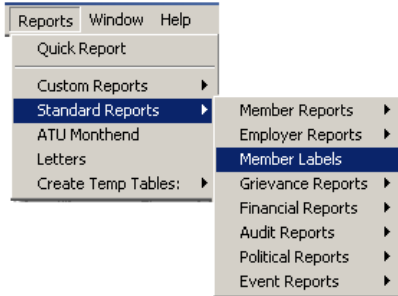 Reports Window Help
Quick Report
Custom Reports
Standard Reports
ATU Monthend
Letters
Create Temp Tables:
Member Reports
Employer Reports
Member Labels
Grievance Reports
Financial Reports
Audit Reports
Political Reports
Event Reports